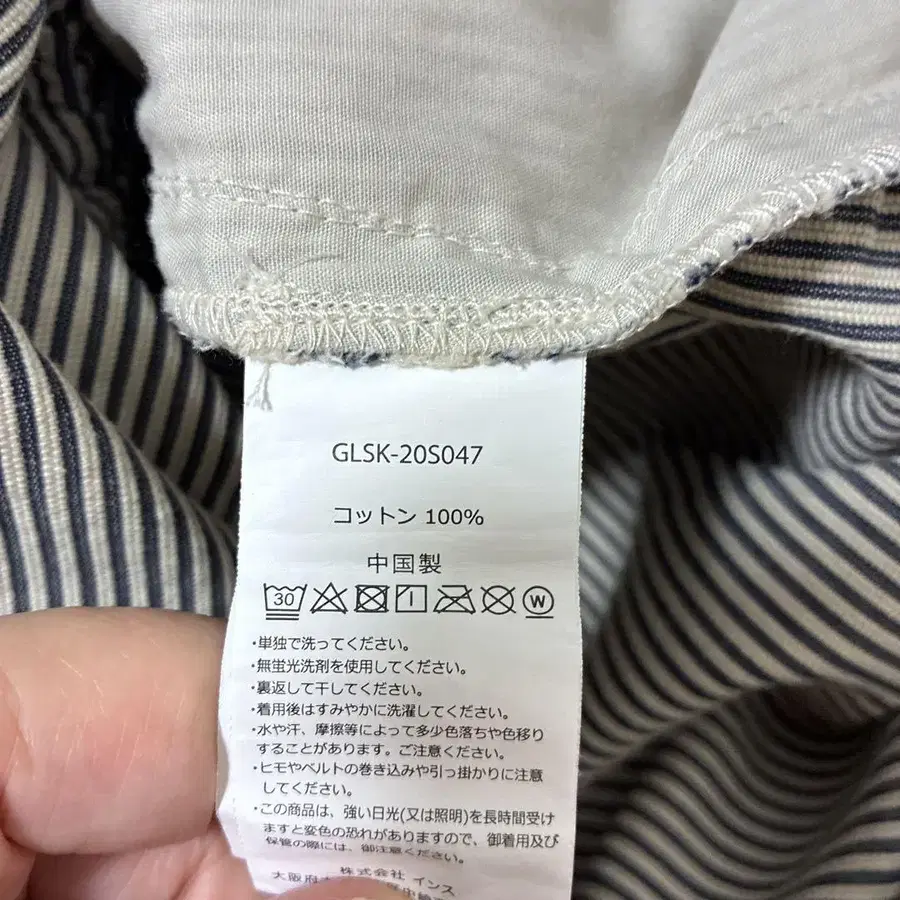 GLSK-20S047
コットン 100%
中国製
30 W
・単独で洗ってください。
・無蛍光洗剤を使用してください。
・裏返して干してください。
・着用後はすみやかに洗濯してください。
・水や汗、摩擦等によって多少色落ちや色移り
することがあります。ご注意ください。
・ヒモやベルトの巻き込みや引っ掛かりに注意
してください。
・この商品は、強い日光(又は照明)を長時間受け
ますと変色の恐れがありますので、御着用及び
保管の際には、御注意ください。
株式会社 インス
大阪府